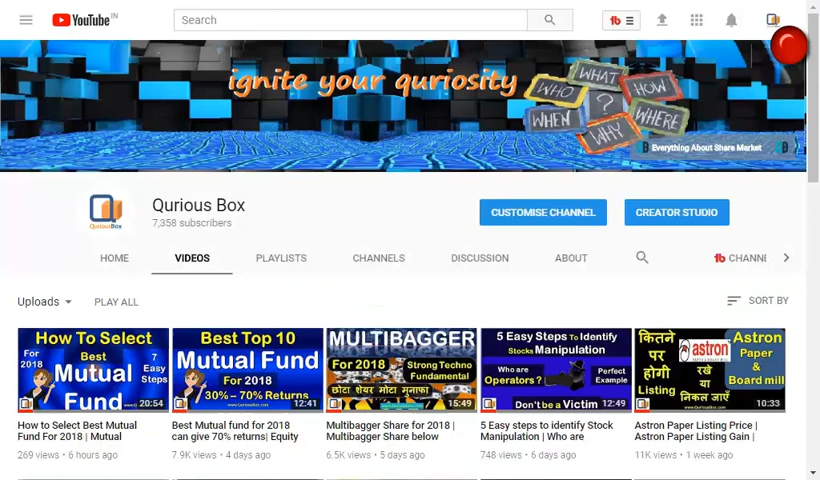 YouTube IN
Search
tb
ignite your quriosity
WHAT
WHO
HOW
?
WHEN
WHERE
WHY
Everything About Share Market
QuriousBox
Qurious Box
7,358 subscribers
CUSTOMISE CHANNEL
CREATOR STUDIO
HOME
VIDEOS
PLAYLISTS
CHANNELS
DISCUSSION
ABOUT
tb CHANNE
Uploads
PLAY ALL
SORT BY
How To Select
For 2018
Best
Mutual
Fund
7
Easy
Steps
20:54
How to Select Best Mutual
Fund For 2018 | Mutual
269 views • 6 hours ago
Best Top 10
Mutual Fund
For 2018
30% – 70% Returns
12:41
Best Mutual fund for 2018
can give 70% returns| Equity
7.9K views • 4 days ago
MULTIBAGGER
For 2018
Strong Techno
Fundamental
छोटा शेयर मोटा मुनाफा
15:49
Multibagger Share for 2018 |
Multibagger Share below
6.5K views • 5 days ago
5 Easy Steps To Identify
Stocks Manipulation
Who are
Operators ?
Perfect
Example
Don't be a Victim
12:49
5 Easy steps to identify Stock
Manipulation | Who are
748 views • 6 days ago
कितने
पर
होगी
Listing
astron
रखे
या
निकल जाएँ
Astron
Paper
&
Board mill
10:33
Astron Paper Listing Price |
Astron Paper Listing Gain |
11K views • 1 week ago